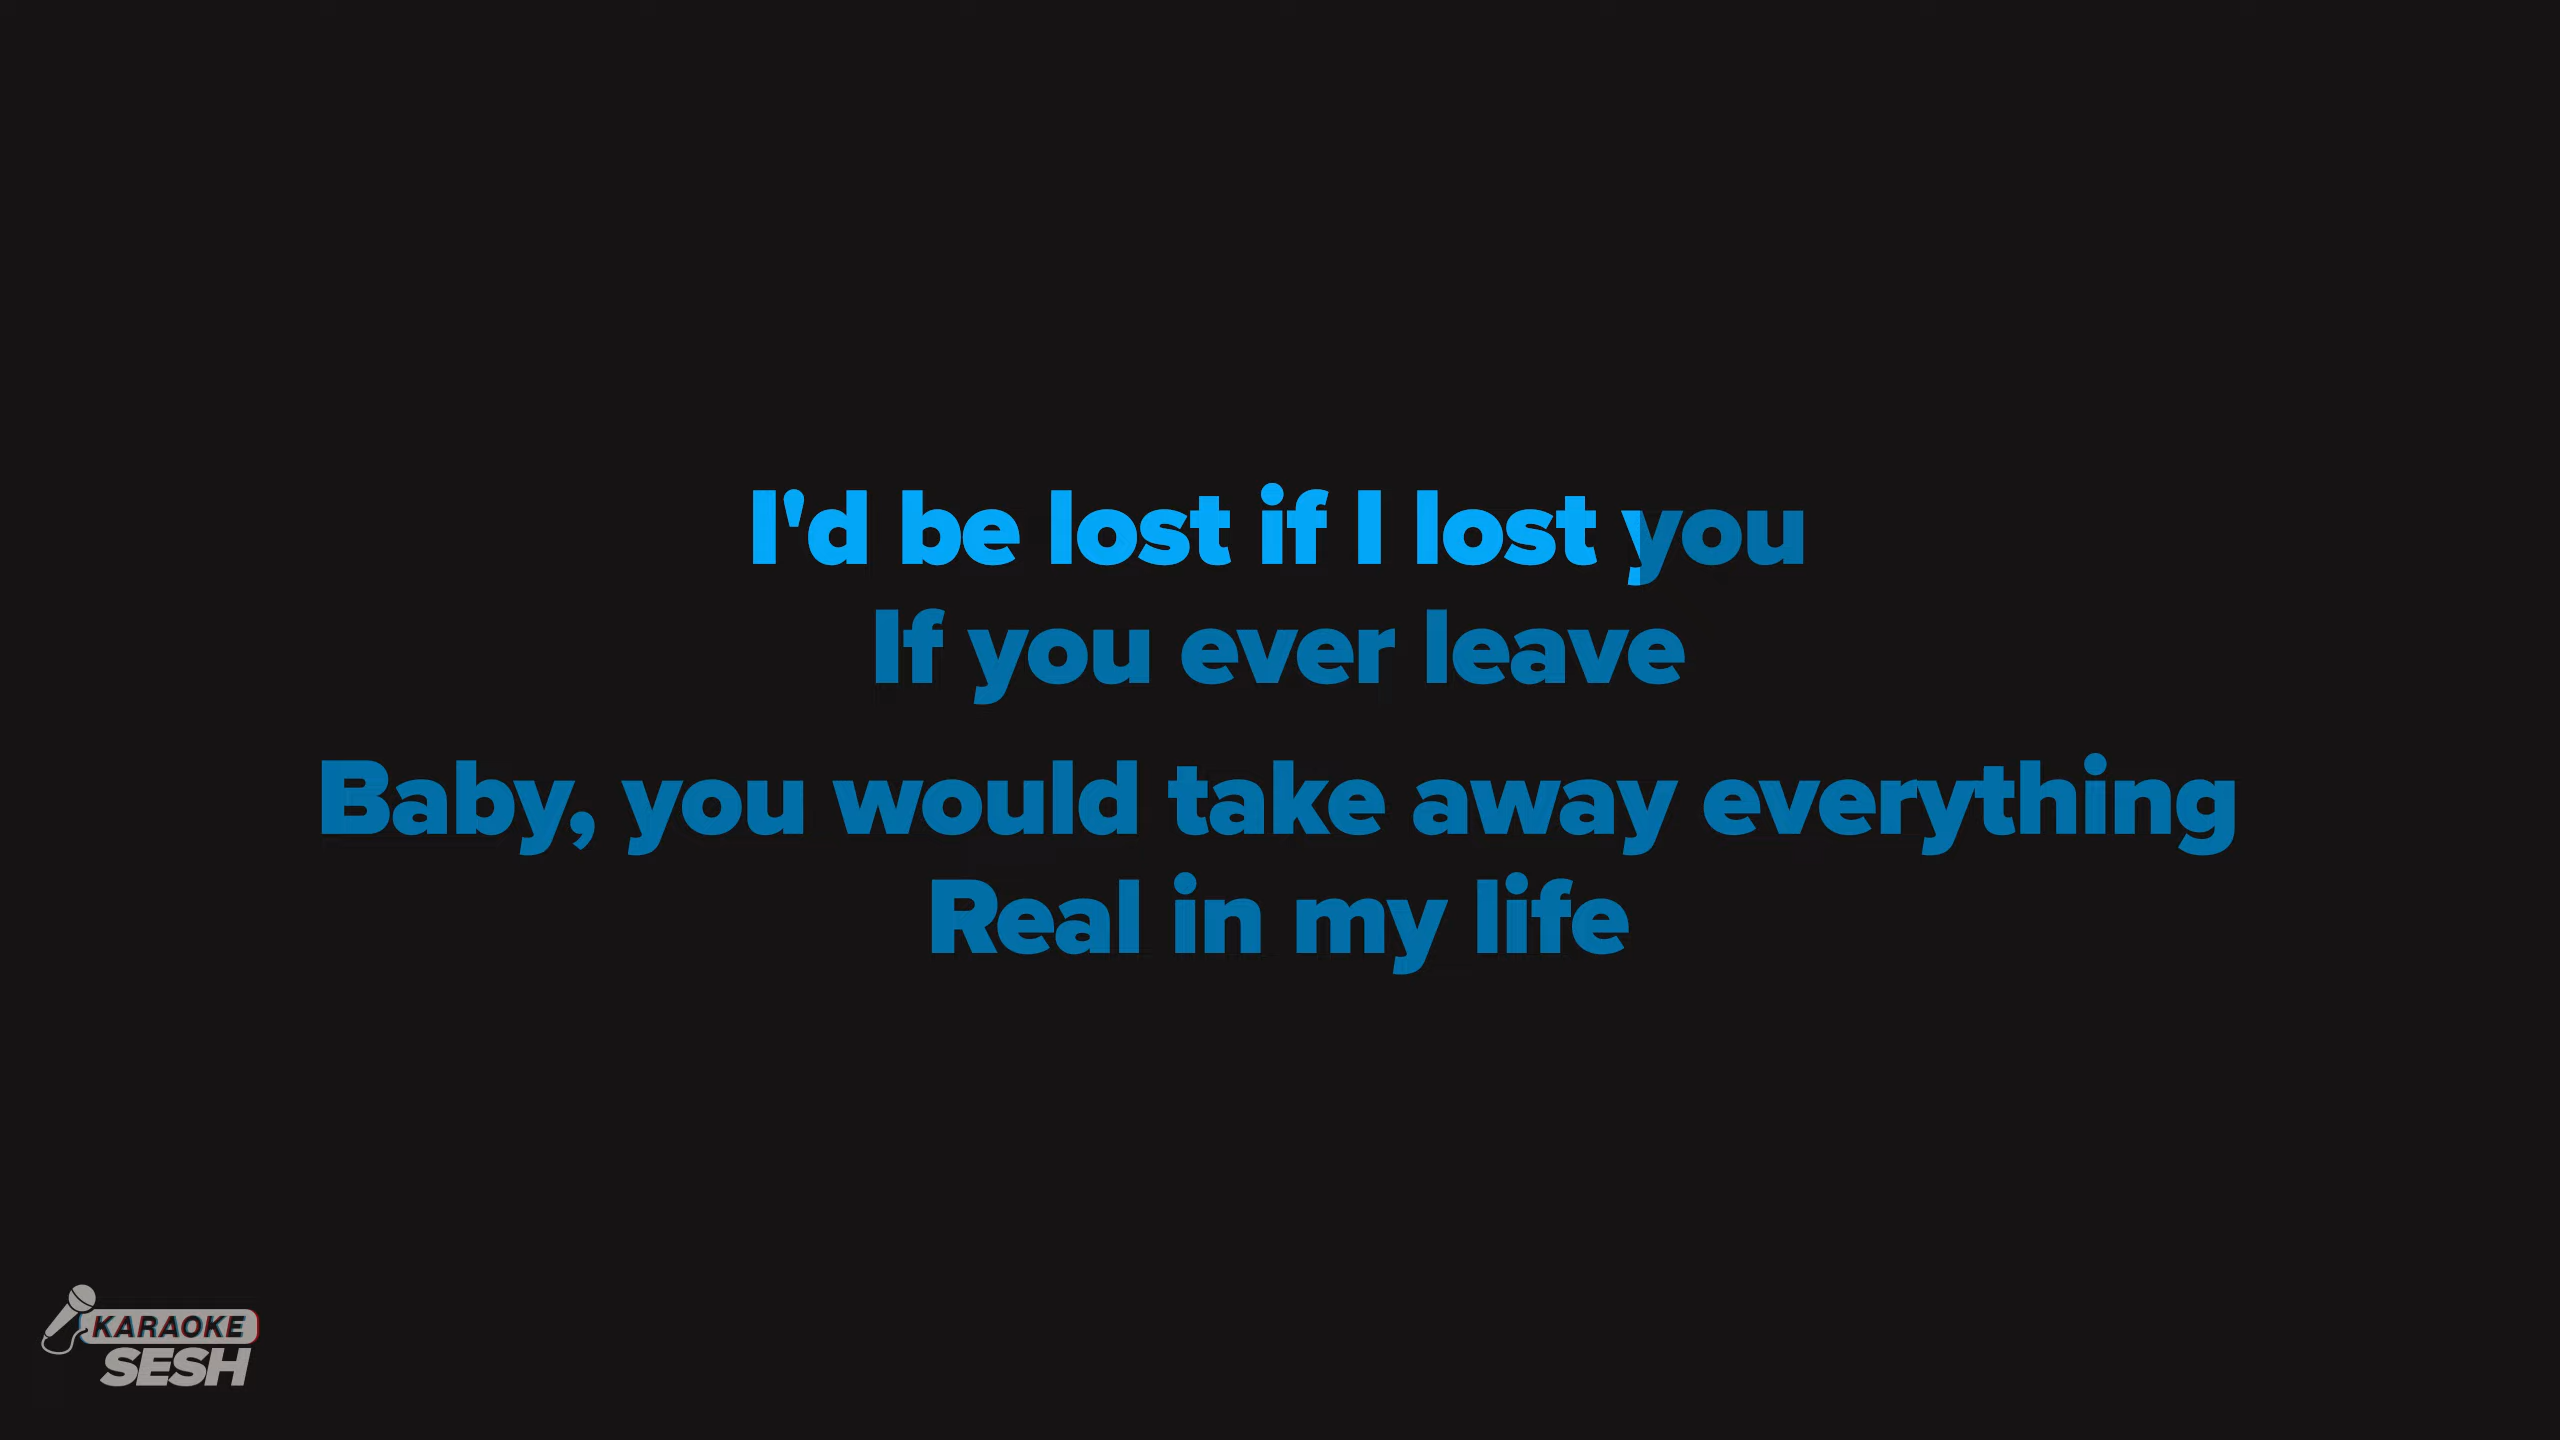 I'd be lost if I lost you
If you ever leave
Baby, you would take away everything
Real in my life
KARAOKE
SESH